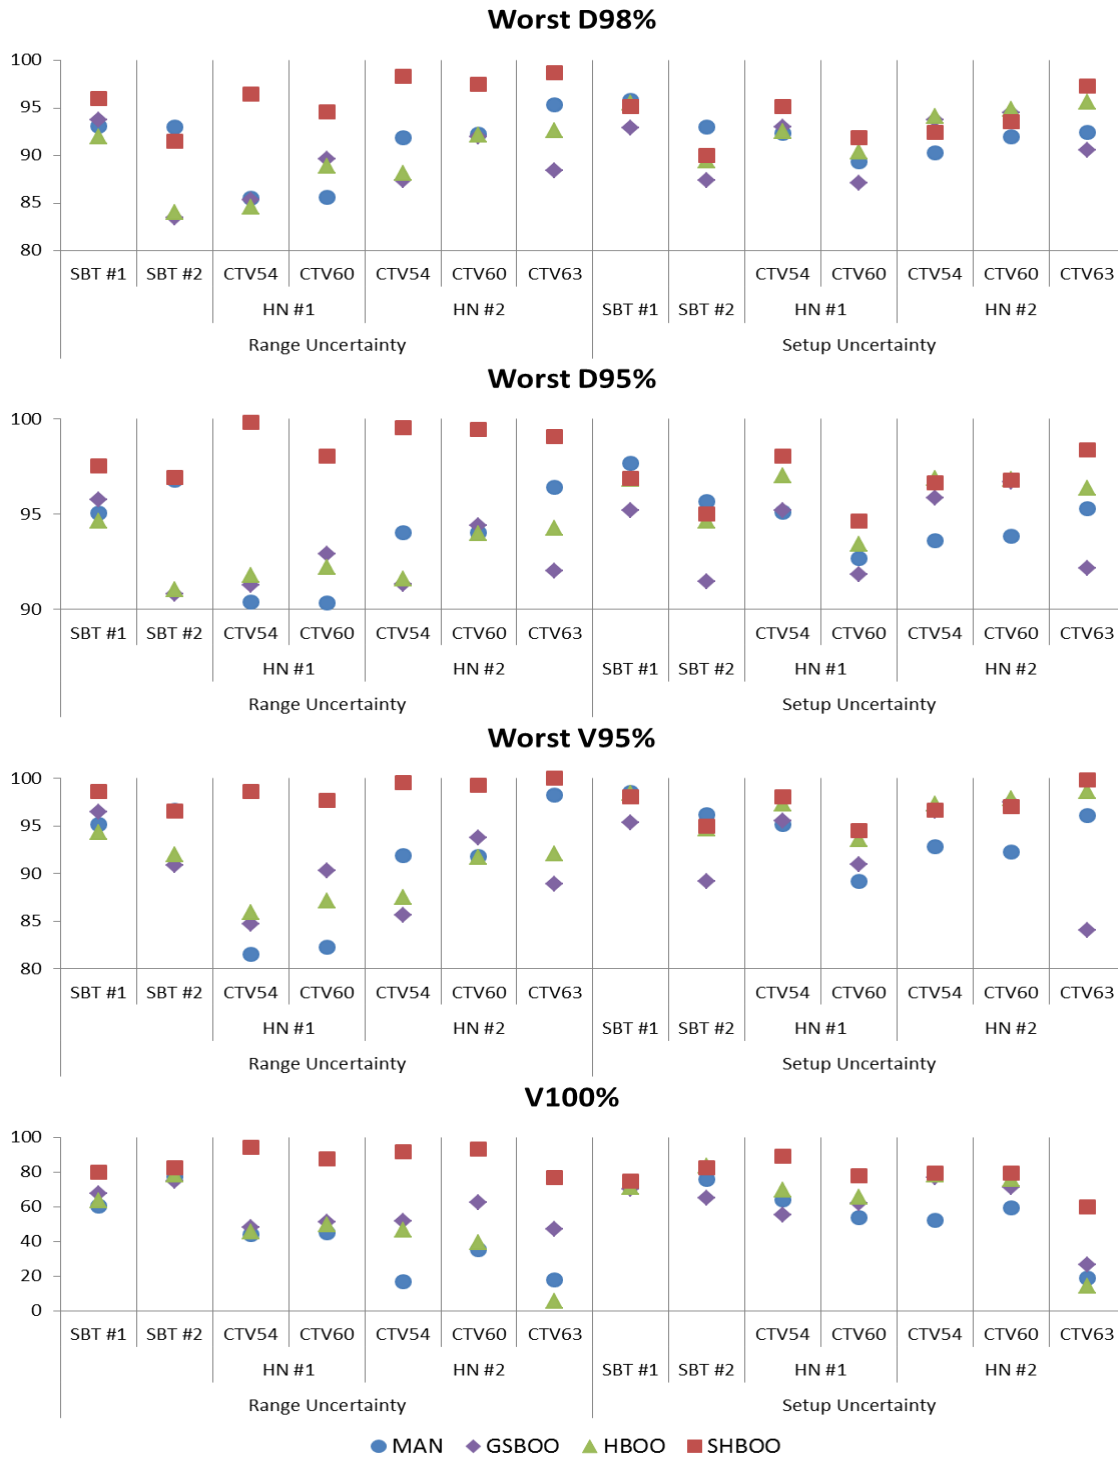 Worst D98%
100
95
90
85
80
SBT #1 SBT #2 CTV54 CTV60 CTV54 CTV60 CTV63 SBT #1 SBT #2 CTV54 CTV60 CTV54 CTV60 CTV63
HN #1 HN #2 HN #1 HN #2
Range Uncertainty Setup Uncertainty
Worst D95%
100
95
90
SBT #1 SBT #2 CTV54 CTV60 CTV54 CTV60 CTV63 SBT #1 SBT #2 CTV54 CTV60 CTV54 CTV60 CTV63
HN #1 HN #2 HN #1 HN #2
Range Uncertainty Setup Uncertainty
Worst V95%
100
95
90
85
80
SBT #1 SBT #2 CTV54 CTV60 CTV54 CTV60 CTV63 SBT #1 SBT #2 CTV54 CTV60 CTV54 CTV60 CTV63
HN #1 HN #2 HN #1 HN #2
Range Uncertainty Setup Uncertainty
V100%
100
80
60
40
20
0
SBT #1 SBT #2 CTV54 CTV60 CTV54 CTV60 CTV63 SBT #1 SBT #2 CTV54 CTV60 CTV54 CTV60 CTV63
HN #1 HN #2 HN #1 HN #2
Range Uncertainty Setup Uncertainty
MAN GSBOO HBOO SHBOO